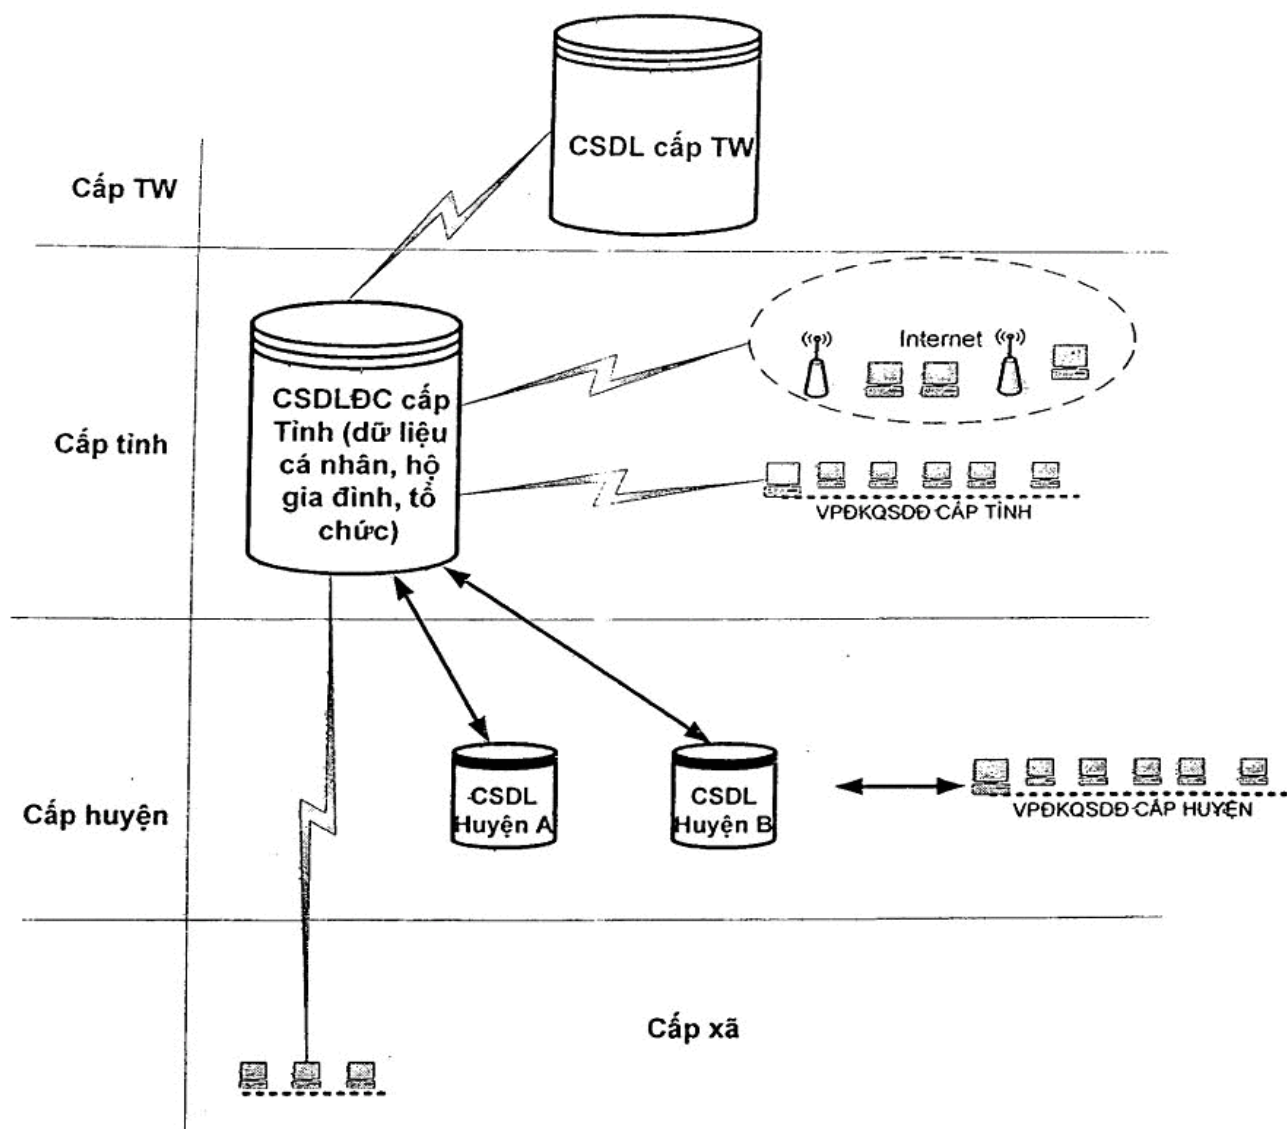 CSDL cấp TW
Cấp TW
Internet
CSDLĐC cấp
Tỉnh (dữ liệu
cá nhân, hộ
gia đình, tổ
chức)
Cấp tỉnh
VPĐKQSDĐ CẤP TỈNH
CSDL
Huyện A
CSDL
Huyện B
Cấp huyện
VPĐKQSDĐ CẤP HUYỆN
Cấp xã